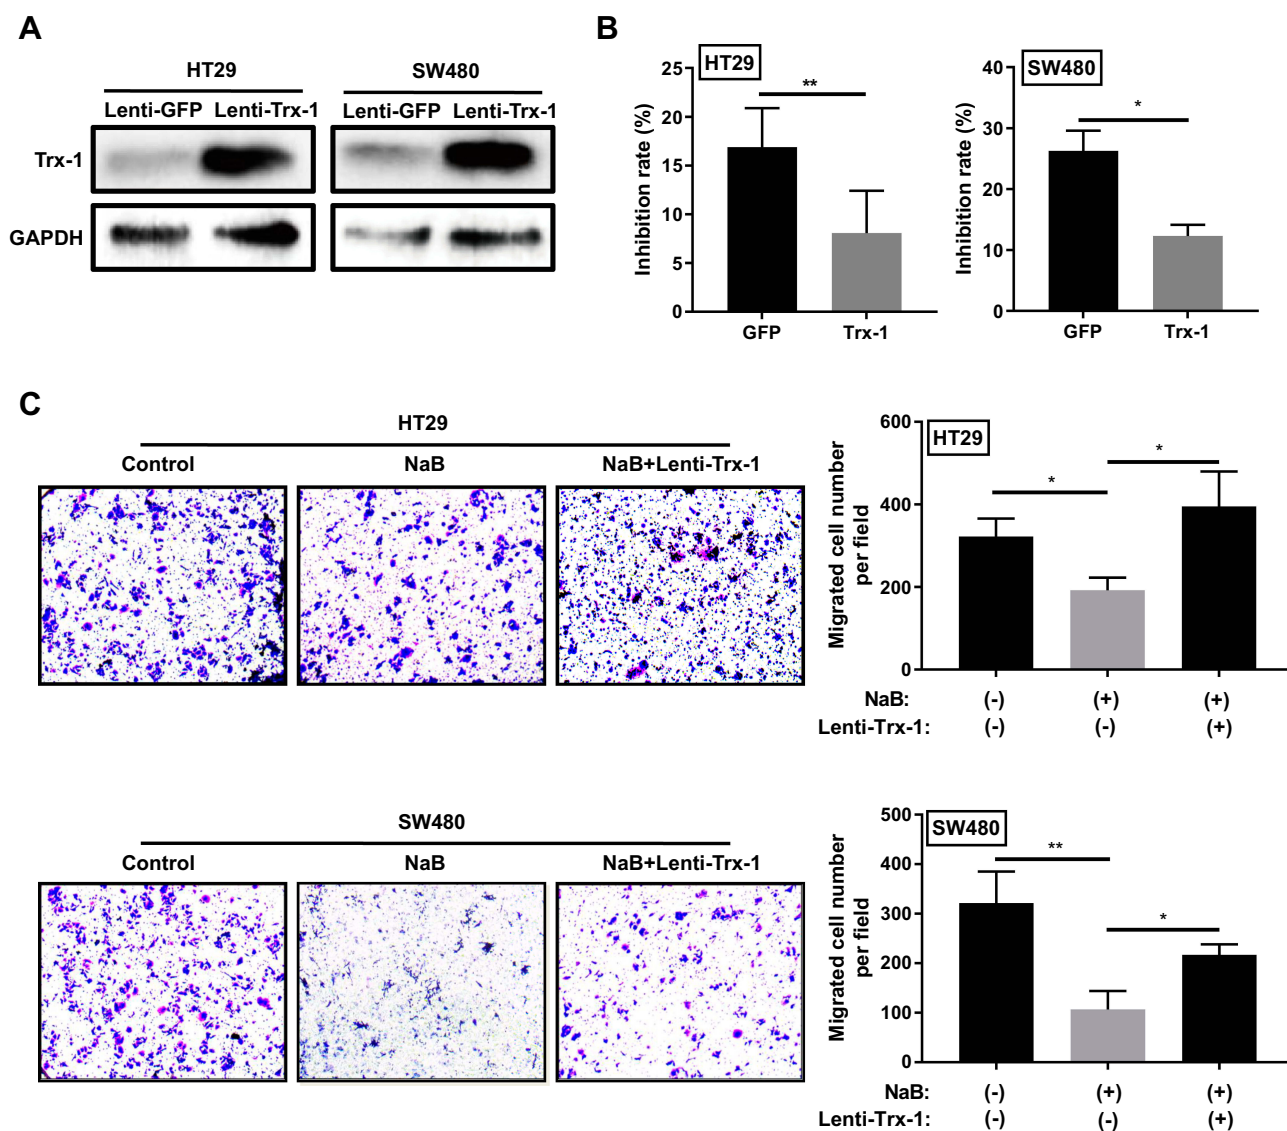 A
HT29
SW480
Lenti-GFP Lenti-Trx-1
Lenti-GFP Lenti-Trx-1
Trx-1
GAPDH
B
HT29
Inhibition rate (%)
25
20
15
10
5
0
**
GFP
Trx-1
SW480
Inhibition rate (%)
40
30
20
10
0
*
GFP
Trx-1
C
HT29
Control
NaB
NaB+Lenti-Trx-1
HT29
Migrated cell number
per field
600
400
200
0
*
*
NaB: (-) (+) (+)
Lenti-Trx-1: (-) (-) (+)
SW480
Control
NaB
NaB+Lenti-Trx-1
SW480
Migrated cell number
per field
500
400
300
200
100
0
**
*
NaB: (-) (+) (+)
Lenti-Trx-1: (-) (-) (+)